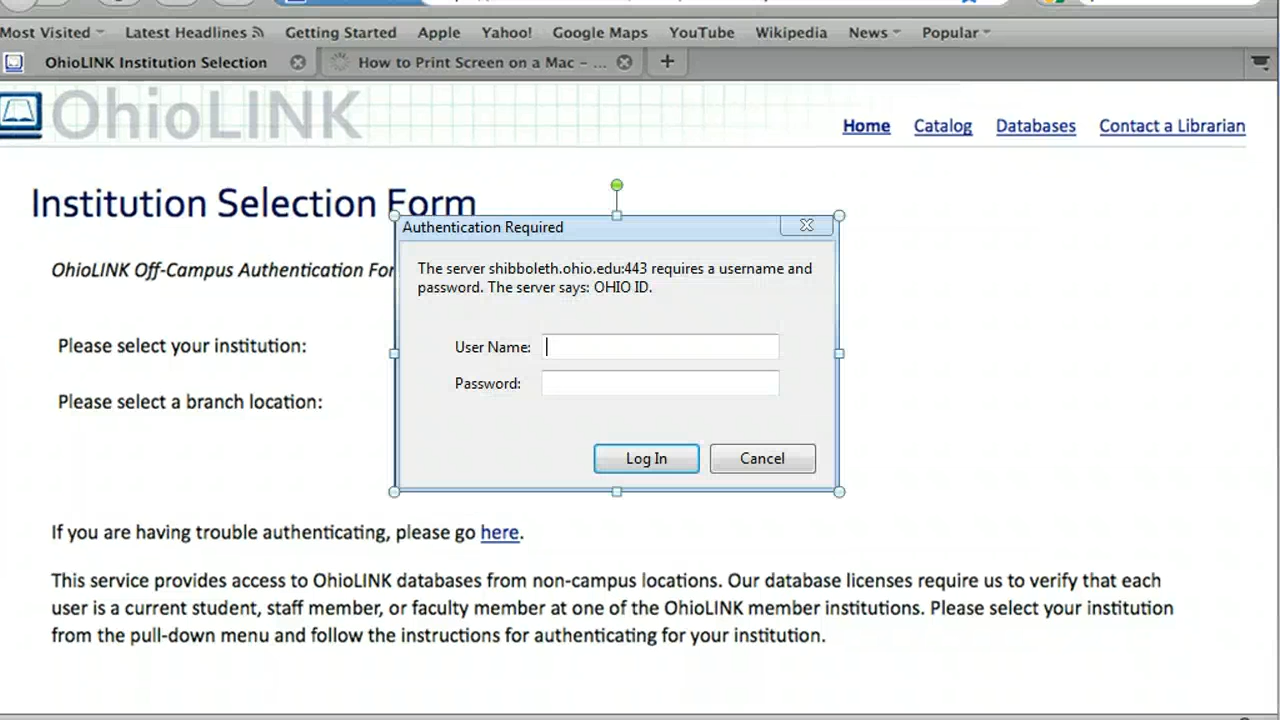 Most Visited Latest Headlines Getting Started Apple Yahoo! Google Maps YouTube Wikipedia News Popular
OhioLINK Institution Selection How to Print Screen on a Mac – ...
OhioLINK
Home Catalog Databases Contact a Librarian
Institution Selection Form
Authentication Required
OhioLINK Off-Campus Authentication For
The server shibboleth.ohio.edu:443 requires a username and
password. The server says: OHIO ID.
Please select your institution:
User Name:
Password:
Please select a branch location:
Log In Cancel
If you are having trouble authenticating, please go here.
This service provides access to OhioLINK databases from non-campus locations. Our database licenses require us to verify that each
user is a current student, staff member, or faculty member at one of the OhioLINK member institutions. Please select your institution
from the pull-down menu and follow the instructions for authenticating for your institution.